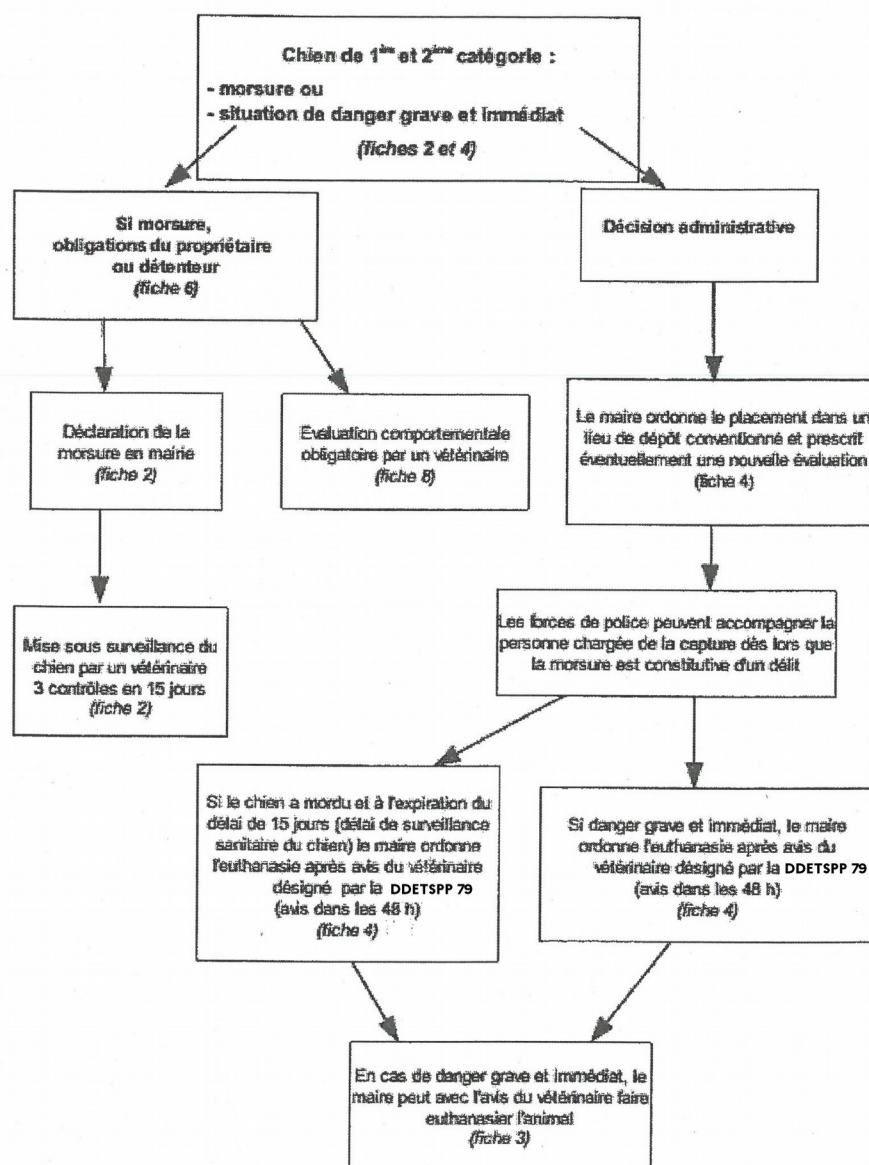 Chien de 1ère et 2ème catégorie :
- morsure ou
- situation de danger grave et immédiat
(fiches 2 et 4)
Si morsure,
obligations du propriétaire
ou détenteur
(fiche 6)
Décision administrative
Déclaration de la
morsure en mairie
(fiche 2)
Evaluation comportementale
obligatoire par un vétérinaire
(fiche 8)
Le maire ordonne le placement dans un
lieu de dépôt conventionné et prescrit
éventuellement une nouvelle évaluation
(fiche 4)
Mise sous surveillance du
chien par un vétérinaire
3 contrôles en 15 jours
(fiche 2)
Les forces de police peuvent accompagner la
personne chargée de la capture dès lors que
la morsure est constitutive d'un délit
Si le chien a mordu et à l'expiration du
délai de 15 jours (délai de surveillance
sanitaire du chien) le maire ordonne
l'euthanasie après avis du vétérinaire
désigné par la DDETSPP 79
(avis dans les 48 h)
(fiche 4)
Si danger grave et immédiat, le maire
ordonne l'euthanasie après avis du
vétérinaire désigné par la DDETSPP 79
(avis dans les 48 h)
(fiche 4)
En cas de danger grave et immédiat, le
maire peut avec l'avis du vétérinaire faire
euthanasier l'animal
(fiche 3)